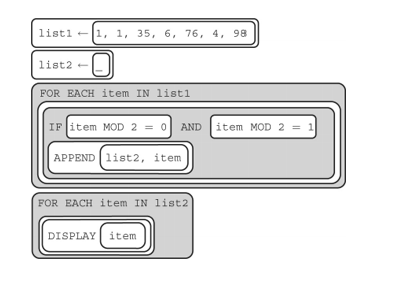 list1 ← 1, 1, 35, 6, 76, 4, 98
list2 ← _
FOR EACH item IN list1
IF item MOD 2 = 0 AND item MOD 2 = 1
APPEND list2, item
FOR EACH item IN list2
DISPLAY item